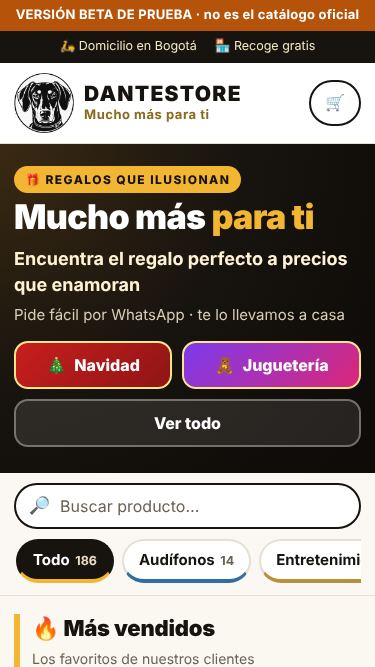 VERSIÓN BETA DE PRUEBA · no es el catálogo oficial
🛵 Domicilio en Bogotá 🏪 Recoge gratis
DANTESTORE
Mucho más para ti
🎁 REGALOS QUE ILUSIONAN
Mucho más para ti
Encuentra el regalo perfecto a precios
que enamoran
Pide fácil por WhatsApp · te lo llevamos a casa
🎄 Navidad 🧸 Juguetería
Ver todo
🔎 Buscar producto...
Todo 186 Audífonos 14 Entretenimi
🔥 Más vendidos
Los favoritos de nuestros clientes